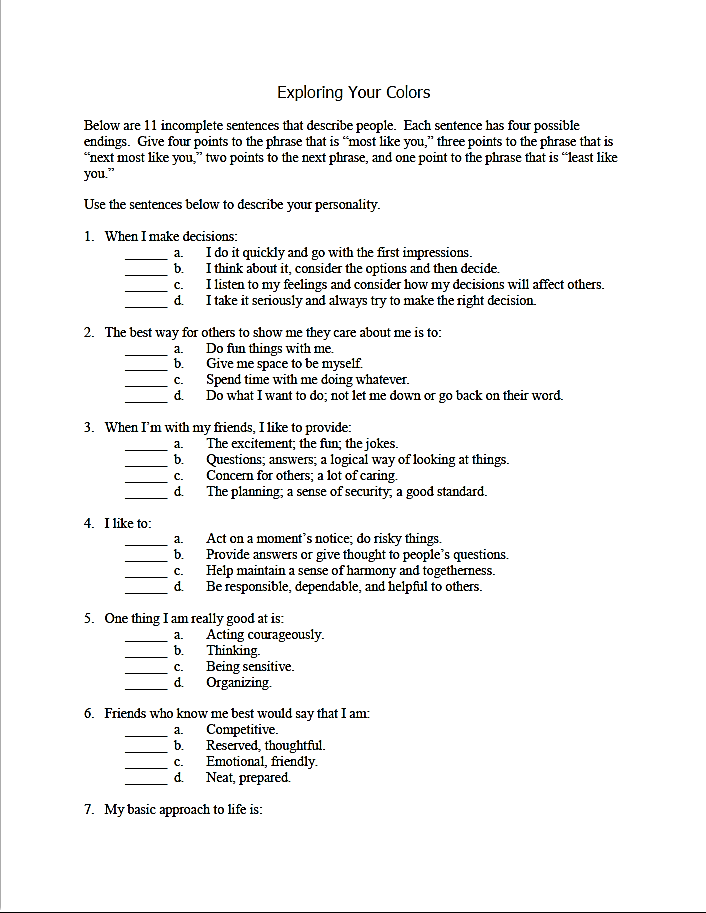 Exploring Your Colors
Below are 11 incomplete sentences that describe people. Each sentence has four possible
endings. Give four points to the phrase that is “most like you,” three points to the phrase that is
“next most like you,” two points to the next phrase, and one point to the phrase that is “least like
you.”
Use the sentences below to describe your personality.
1. When I make decisions:
______ a. I do it quickly and go with the first impressions.
______ b. I think about it, consider the options and then decide.
______ c. I listen to my feelings and consider how my decisions will affect others.
______ d. I take it seriously and always try to make the right decision.
2. The best way for others to show me they care about me is to:
______ a. Do fun things with me.
______ b. Give me space to be myself.
______ c. Spend time with me doing whatever.
______ d. Do what I want to do; not let me down or go back on their word.
3. When I’m with my friends, I like to provide:
______ a. The excitement; the fun; the jokes.
______ b. Questions; answers; a logical way of looking at things.
______ c. Concern for others; a lot of caring.
______ d. The planning; a sense of security; a good standard.
4. I like to:
______ a. Act on a moment’s notice; do risky things.
______ b. Provide answers or give thought to people’s questions.
______ c. Help maintain a sense of harmony and togetherness.
______ d. Be responsible, dependable, and helpful to others.
5. One thing I am really good at is:
______ a. Acting courageously.
______ b. Thinking.
______ c. Being sensitive.
______ d. Organizing.
6. Friends who know me best would say that I am:
______ a. Competitive.
______ b. Reserved, thoughtful.
______ c. Emotional, friendly.
______ d. Neat, prepared.
7. My basic approach to life is: